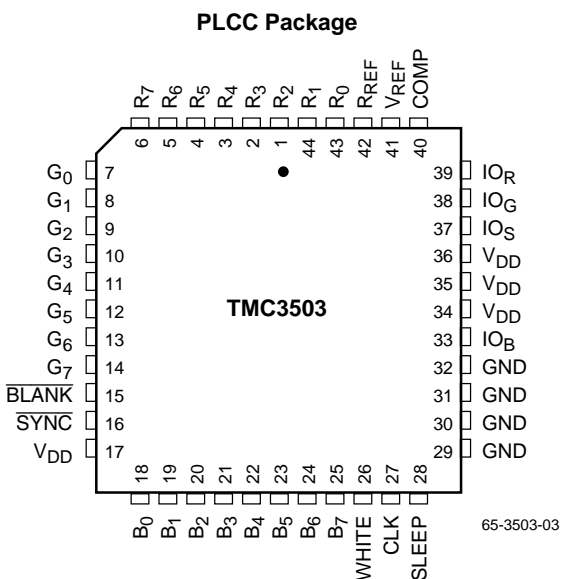 PLCC Package
R7 R6 R5 R4 R3 R2 R1 R0 RREF VREF COMP
6 5 4 3 2 1 44 43 42 41 40
G0 7 39 IOR
G1 8 38 IOG
G2 9 37 IOS
G3 10 36 VDD
G4 11 35 VDD
G5 12 TMC3503 34 VDD
G6 13 33 IOB
G7 14 32 GND
BLANK 15 31 GND
SYNC 16 30 GND
VDD 17 29 GND
18 19 20 21 22 23 24 25 26 27 28
B0 B1 B2 B3 B4 B5 B6 B7 WHITE CLK SLEEP
65-3503-03